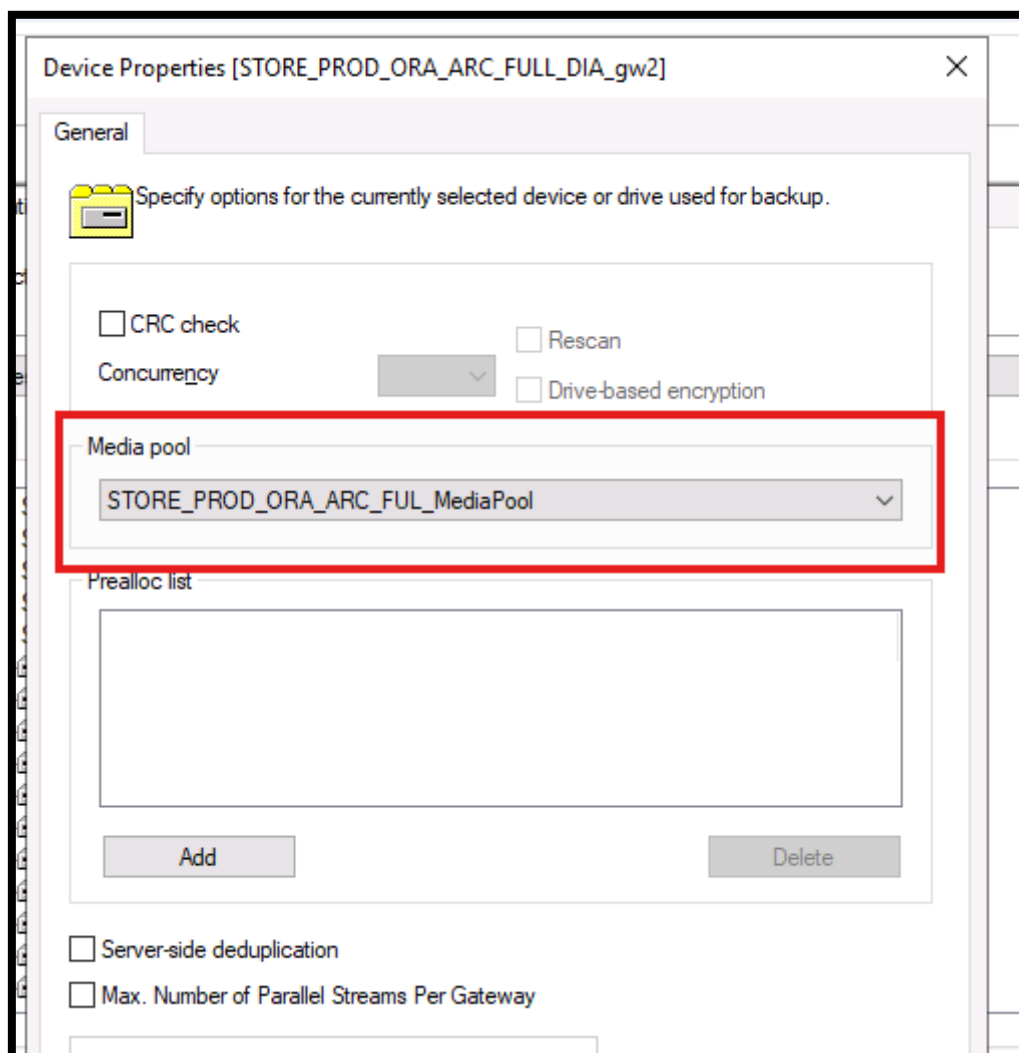 Device Properties [STORE_PROD_ORA_ARC_FULL_DIA_gw2]
General
Specify options for the currently selected device or drive used for backup.
CRC check
Rescan
Concurrency
Drive-based encryption
Media pool
STORE_PROD_ORA_ARC_FUL_MediaPool
Prealloc list
Add
Delete
Server-side deduplication
Max. Number of Parallel Streams Per Gateway